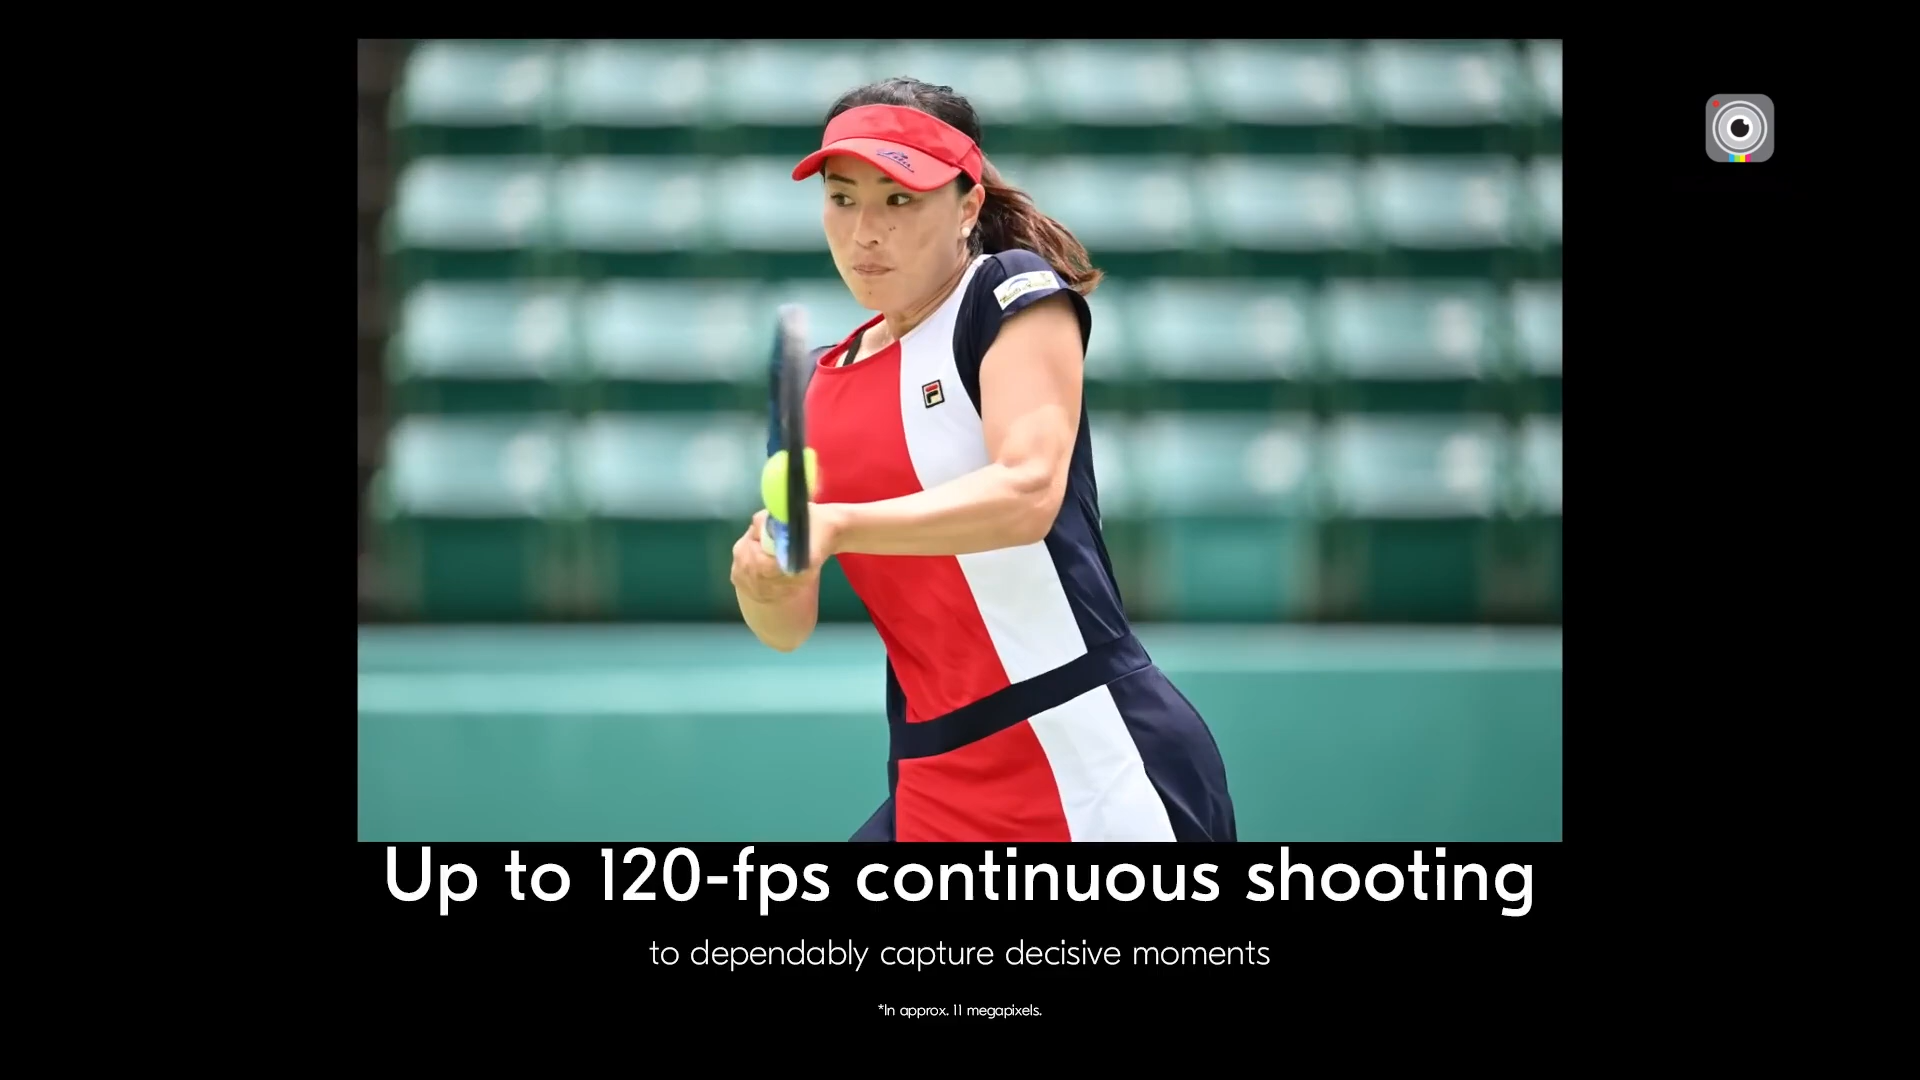 Up to 120-fps continuous shooting
to dependably capture decisive moments
*In approx. 11 megapixels.